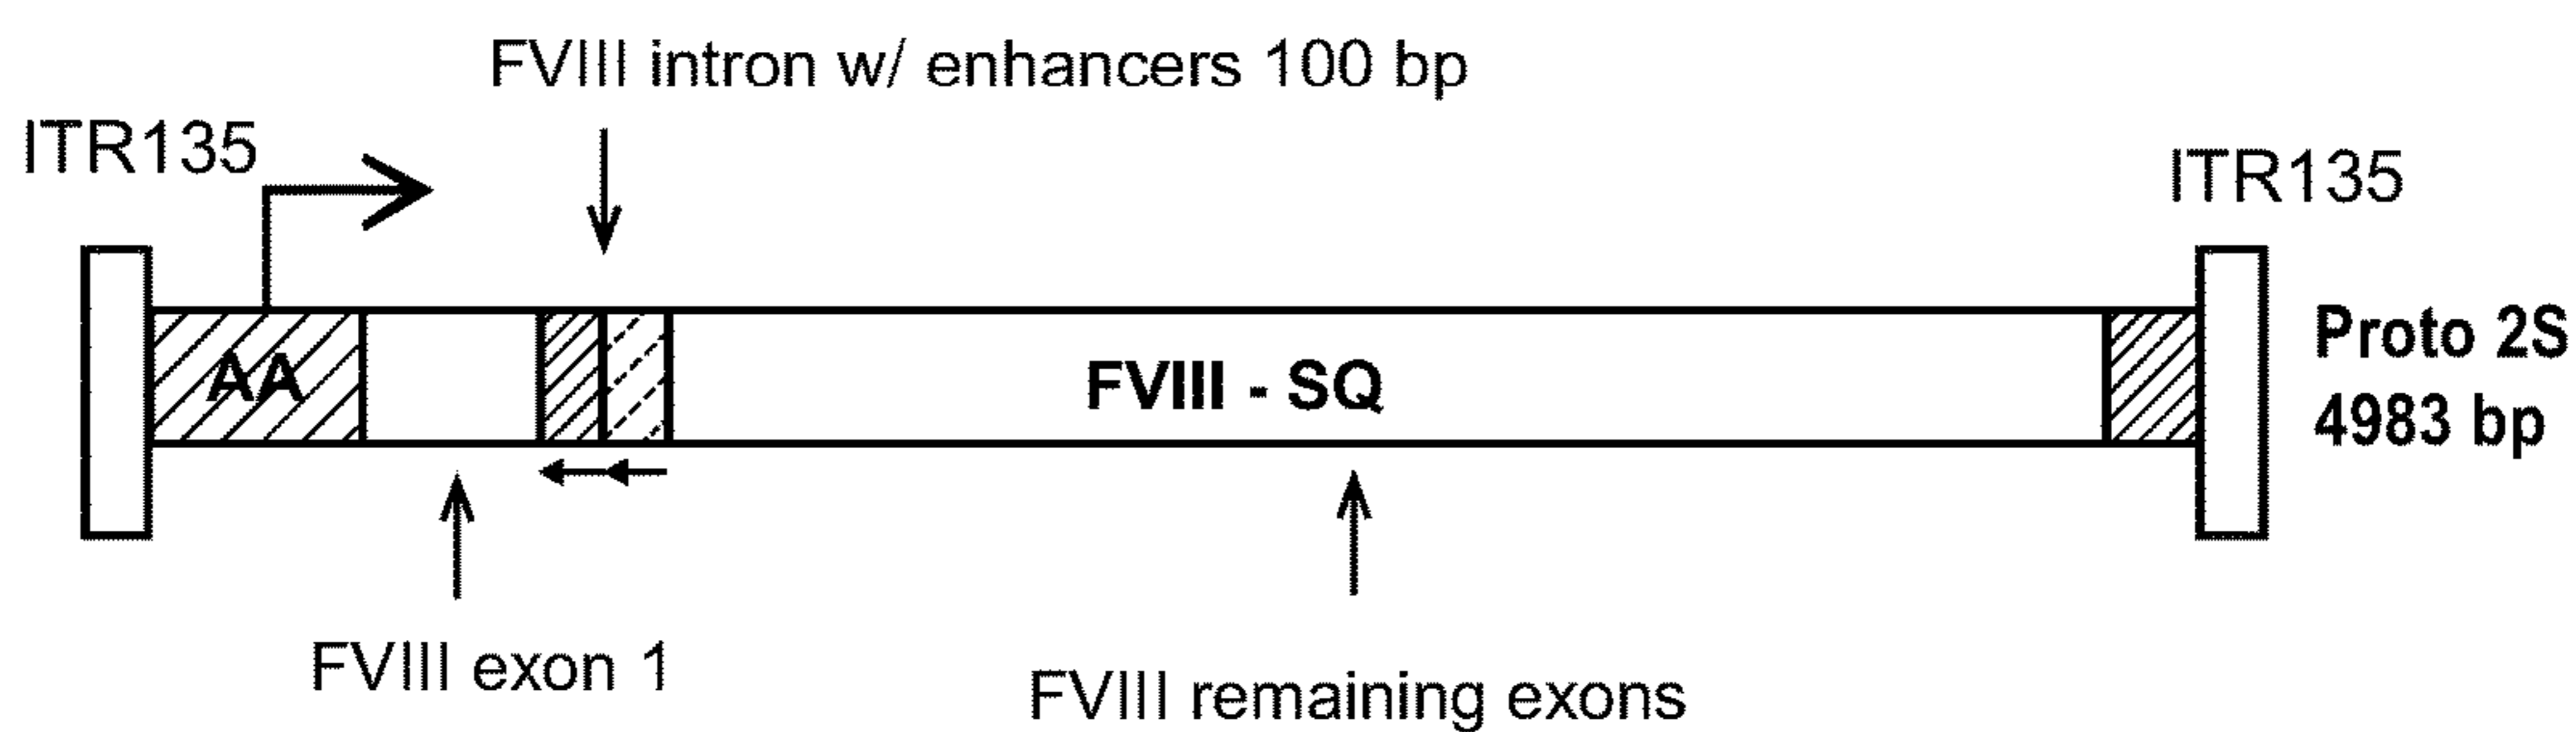 FVIII intron w/ enhancers 100 bp
ITR135
ITR135
AA
FVIII - SQ
Proto 2S
4983 bp
FVIII exon 1
FVIII remaining exons